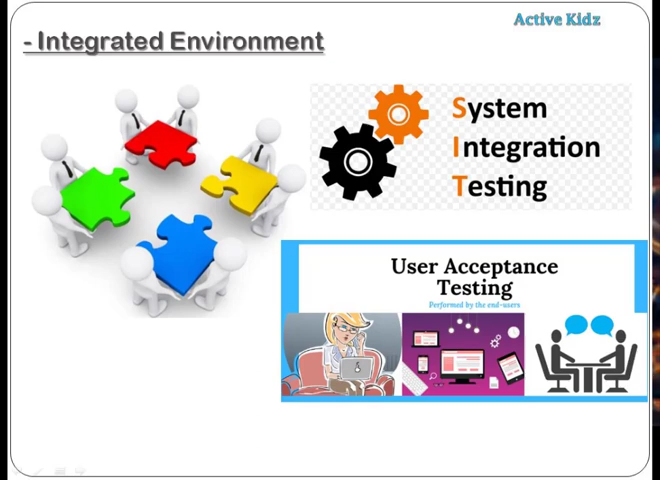 Active Kidz
- Integrated Environment
System
Integration
Testing
User Acceptance
Testing
Performed by the end-users